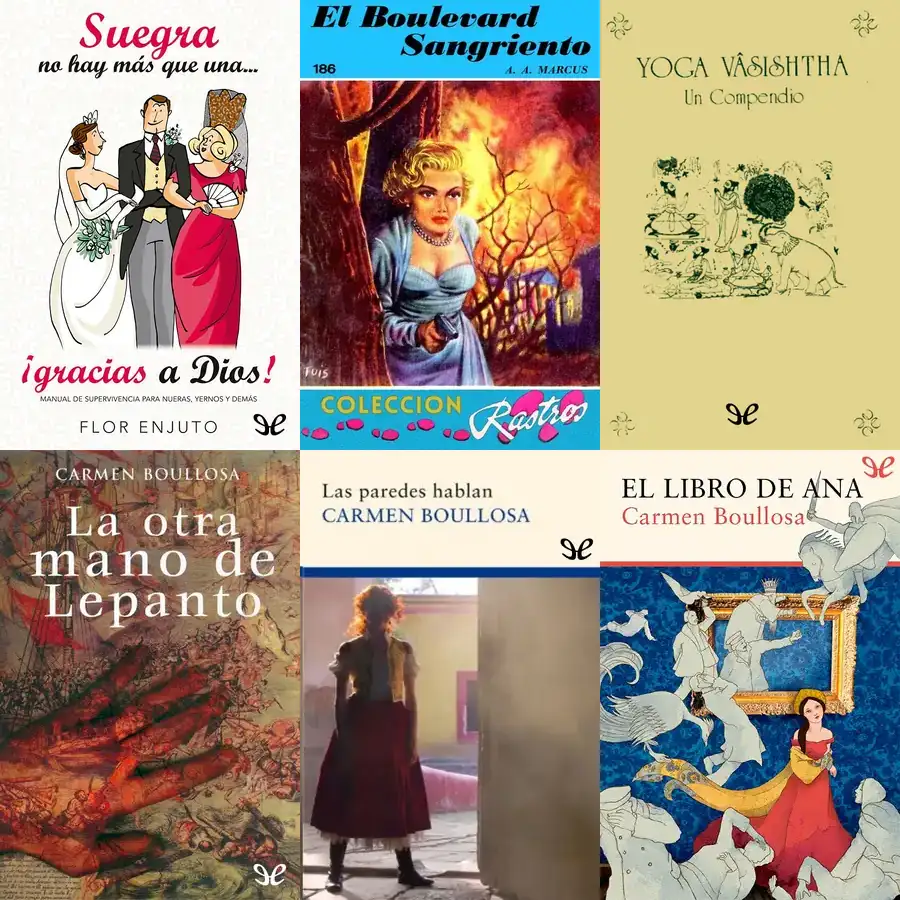 Suegra
no hay más que una...
¡gracias a Dios!
MANUAL DE SUPERVIVENCIA PARA NUERAS, YERNOS Y DEMÁS
FLOR ENJUTO
El Boulevard
Sangriento
186
A. A. MARCUS
TUIS
COLECCION
Rastros
YOGA VÂSISHTHA
Un Compendio
CARMEN BOULLOSA
La otra
mano de
Lepanto
Las paredes hablan
CARMEN BOULLOSA
EL LIBRO DE ANA
Carmen Boullosa